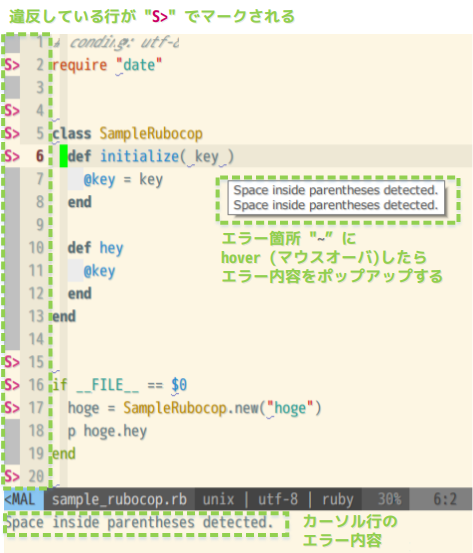 違反している行が "S>" でマークされる
1 # conding: utf-8
S> 2 require "date"
3
S> 4
S> 5 class SampleRubocop
S> 6 def initialize( key )
7 @key = key
8 end
9
10 def hey
11 @key
12 end
13 end
14
S> 15
S> 16 if __FILE__ == $0
S> 17 hoge = SampleRubocop.new("hoge")
18 p hoge.hey
19 end
S> 20
Space inside parentheses detected.
Space inside parentheses detected.
エラー箇所 "~" に
hover (マウスオーバ)したら
エラー内容をポップアップする
<MAL sample_rubocop.rb unix | utf-8 | ruby 30% 6:2
Space inside parentheses detected.
カーソル行の
エラー内容